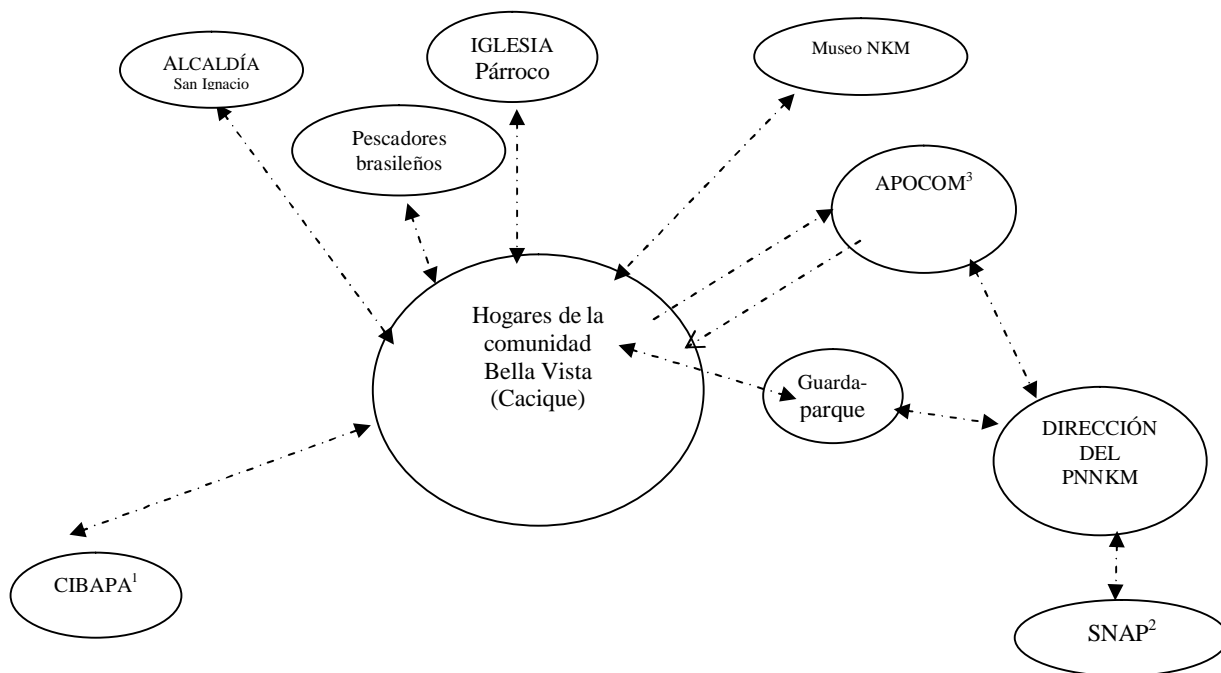 ALCALDÍA
San Ignacio
IGLESIA
Párroco
Museo NKM
Pescadores
brasileños
APOCOM³
Hogares de la
comunidad
Bella Vista
(Cacique)
Guarda-
parque
DIRECCIÓN
DEL
PNNKM
CIBAPA¹
SNAP²